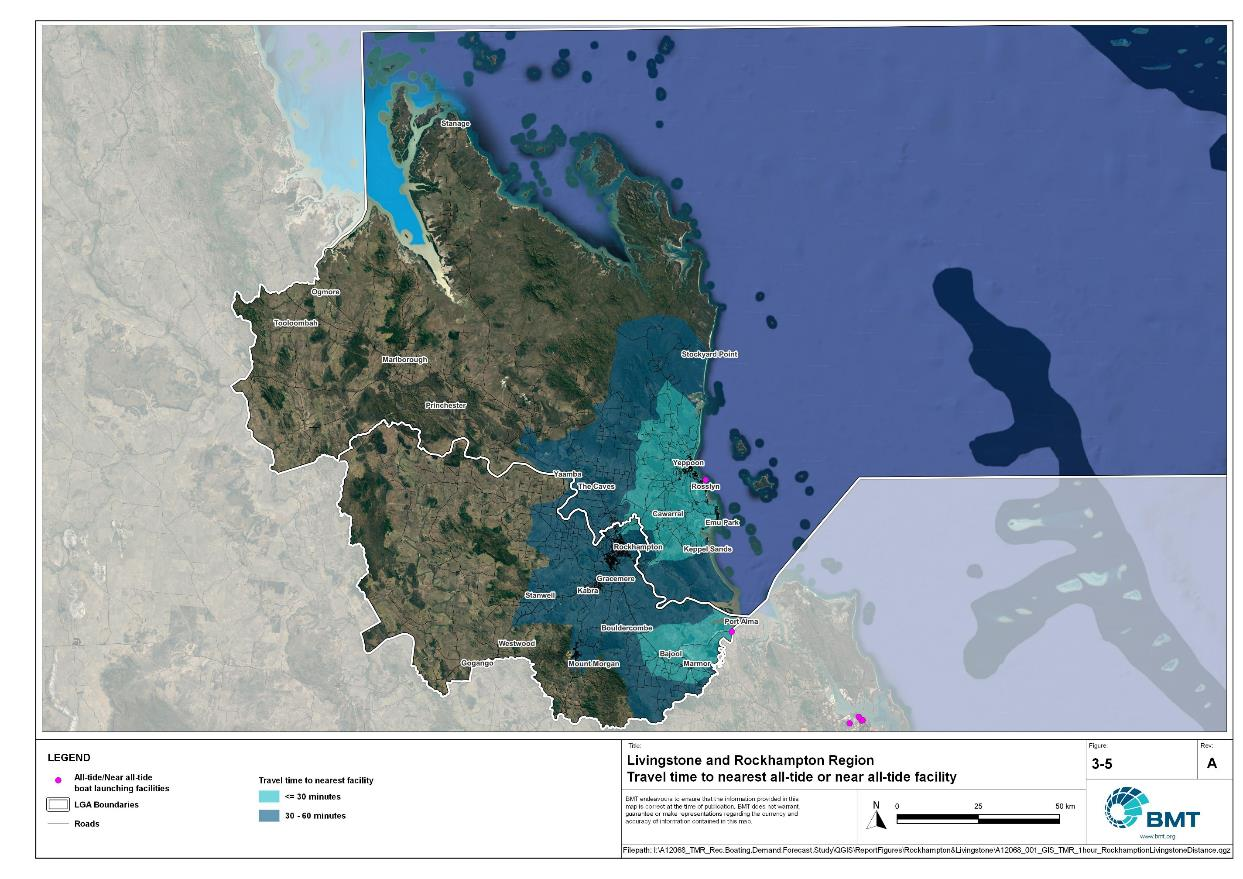 Stanage
Ogmore
Tooloombah
Stockyard Point
Marlborough
Princhester
Yeppoon
Yaamba
The Caves
Rosslyn
Cawarral
Emu Park
Rockhampton
Keppel Sands
Gracemere
Kabra
Stanwell
Port Alma
Bouldercombe
Westwood
Bajool
Gogango
Mount Morgan
Marmor
LEGEND
All-tide/Near all-tide
boat launching facilities
LGA Boundaries
Roads
Travel time to nearest facility
<= 30 minutes
30 - 60 minutes
Title:
Livingstone and Rockhampton Region
Travel time to nearest all-tide or near all-tide facility
BMT endeavours to ensure that the information provided in this
map is correct at the time of publication. BMT does not warrant,
guarantee or make representations regarding the currency and
accuracy of information contained in this map.
N
0 25 50 km
Figure:
3-5
Rev:
A
BMT
www.bmt.org
Filepath: I:\A12068_TMR_Rec.Boating.Demand.Forecast.Study\QGIS\ReportFigures\Rockhampton&Livingstone\A12068_001_GIS_TMR_1hour_RockhamptionLivingstoneDistance.qgz